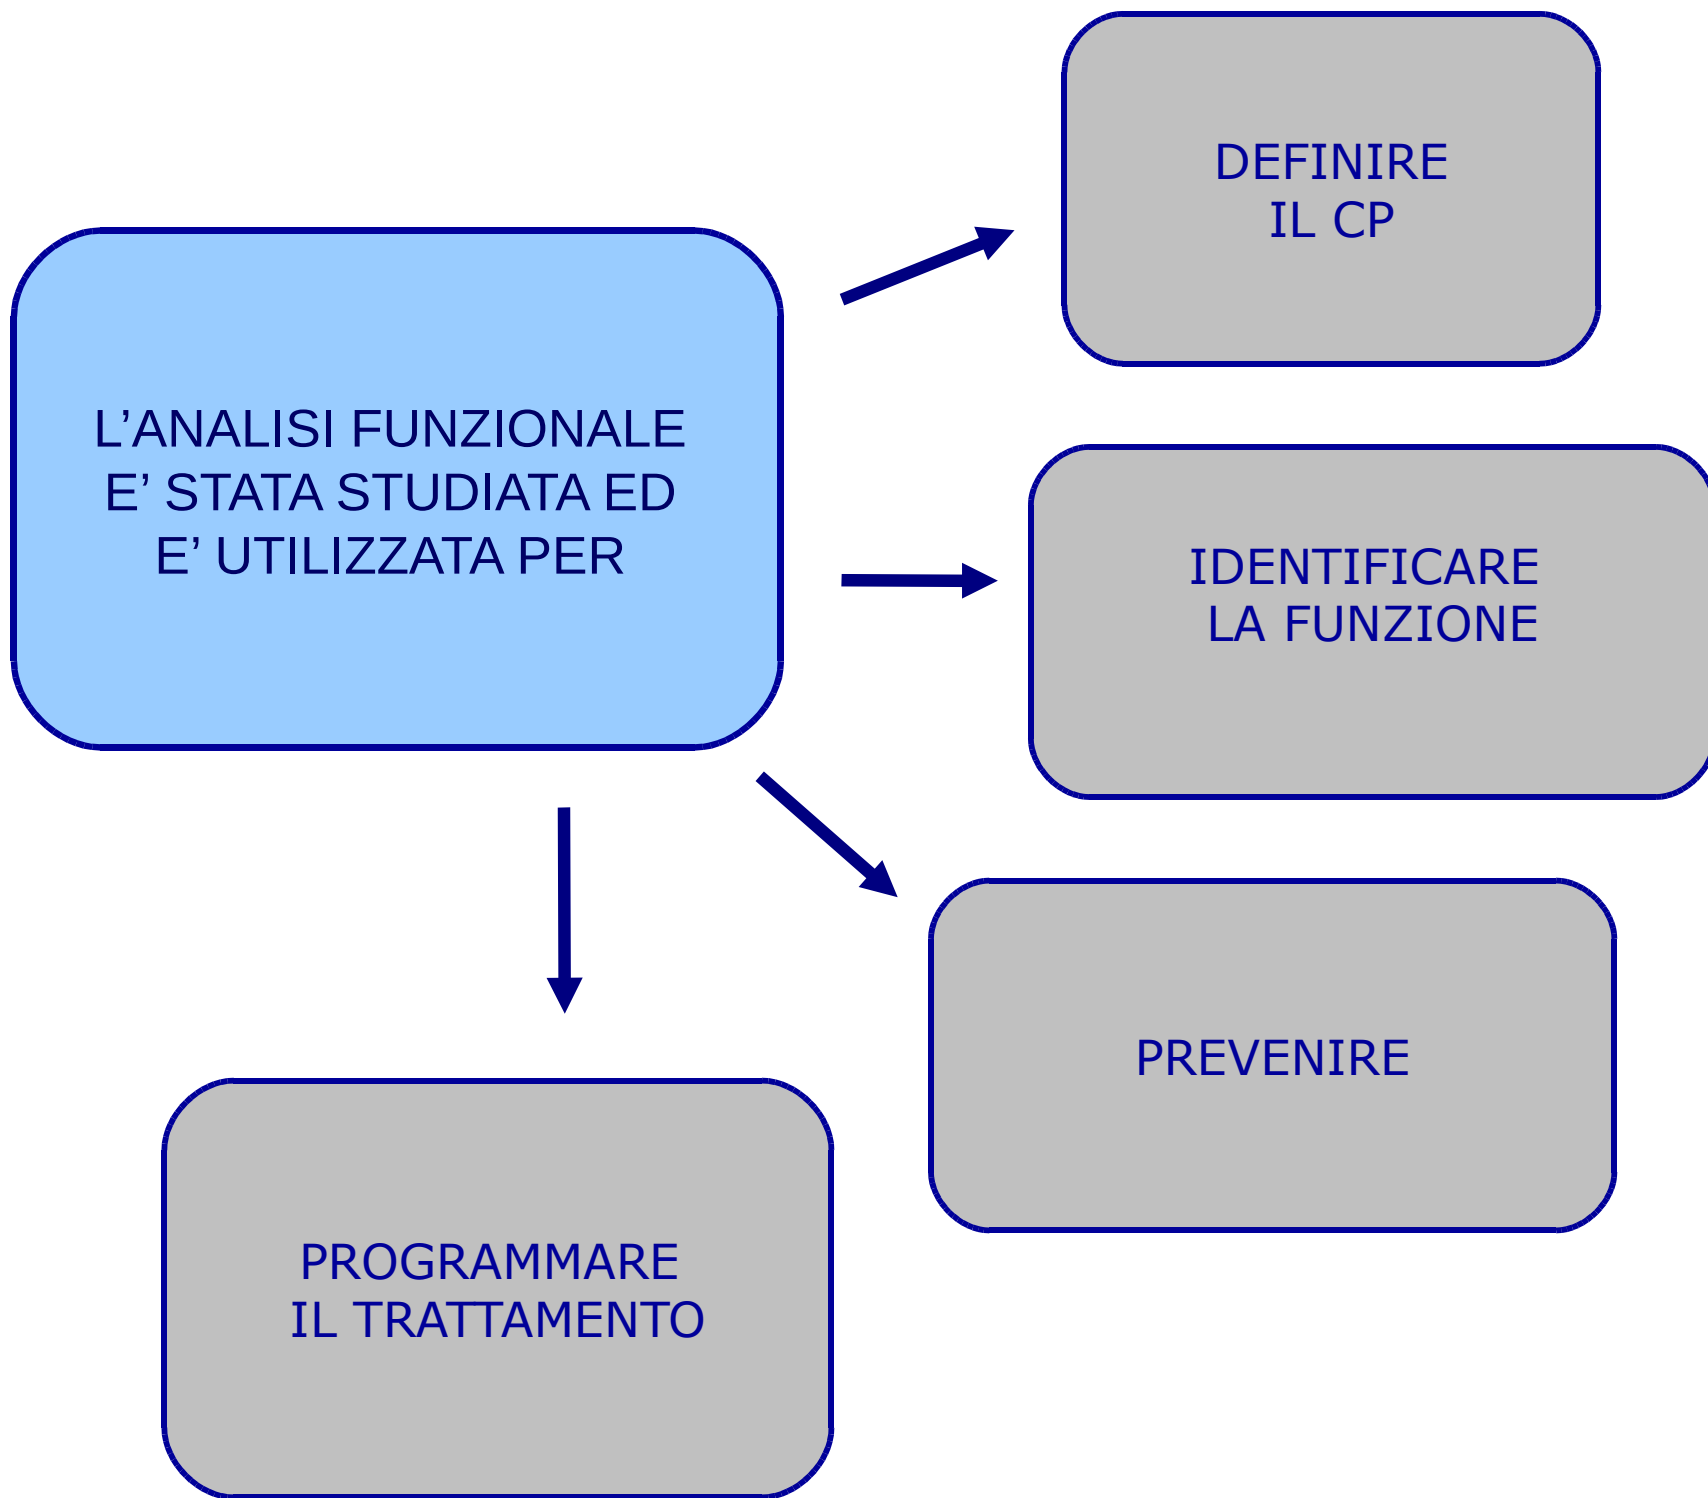 L’ANALISI FUNZIONALE
E’ STATA STUDIATA ED
E’ UTILIZZATA PER
DEFINIRE
IL CP
IDENTIFICARE
LA FUNZIONE
PREVENIRE
PROGRAMMARE
IL TRATTAMENTO